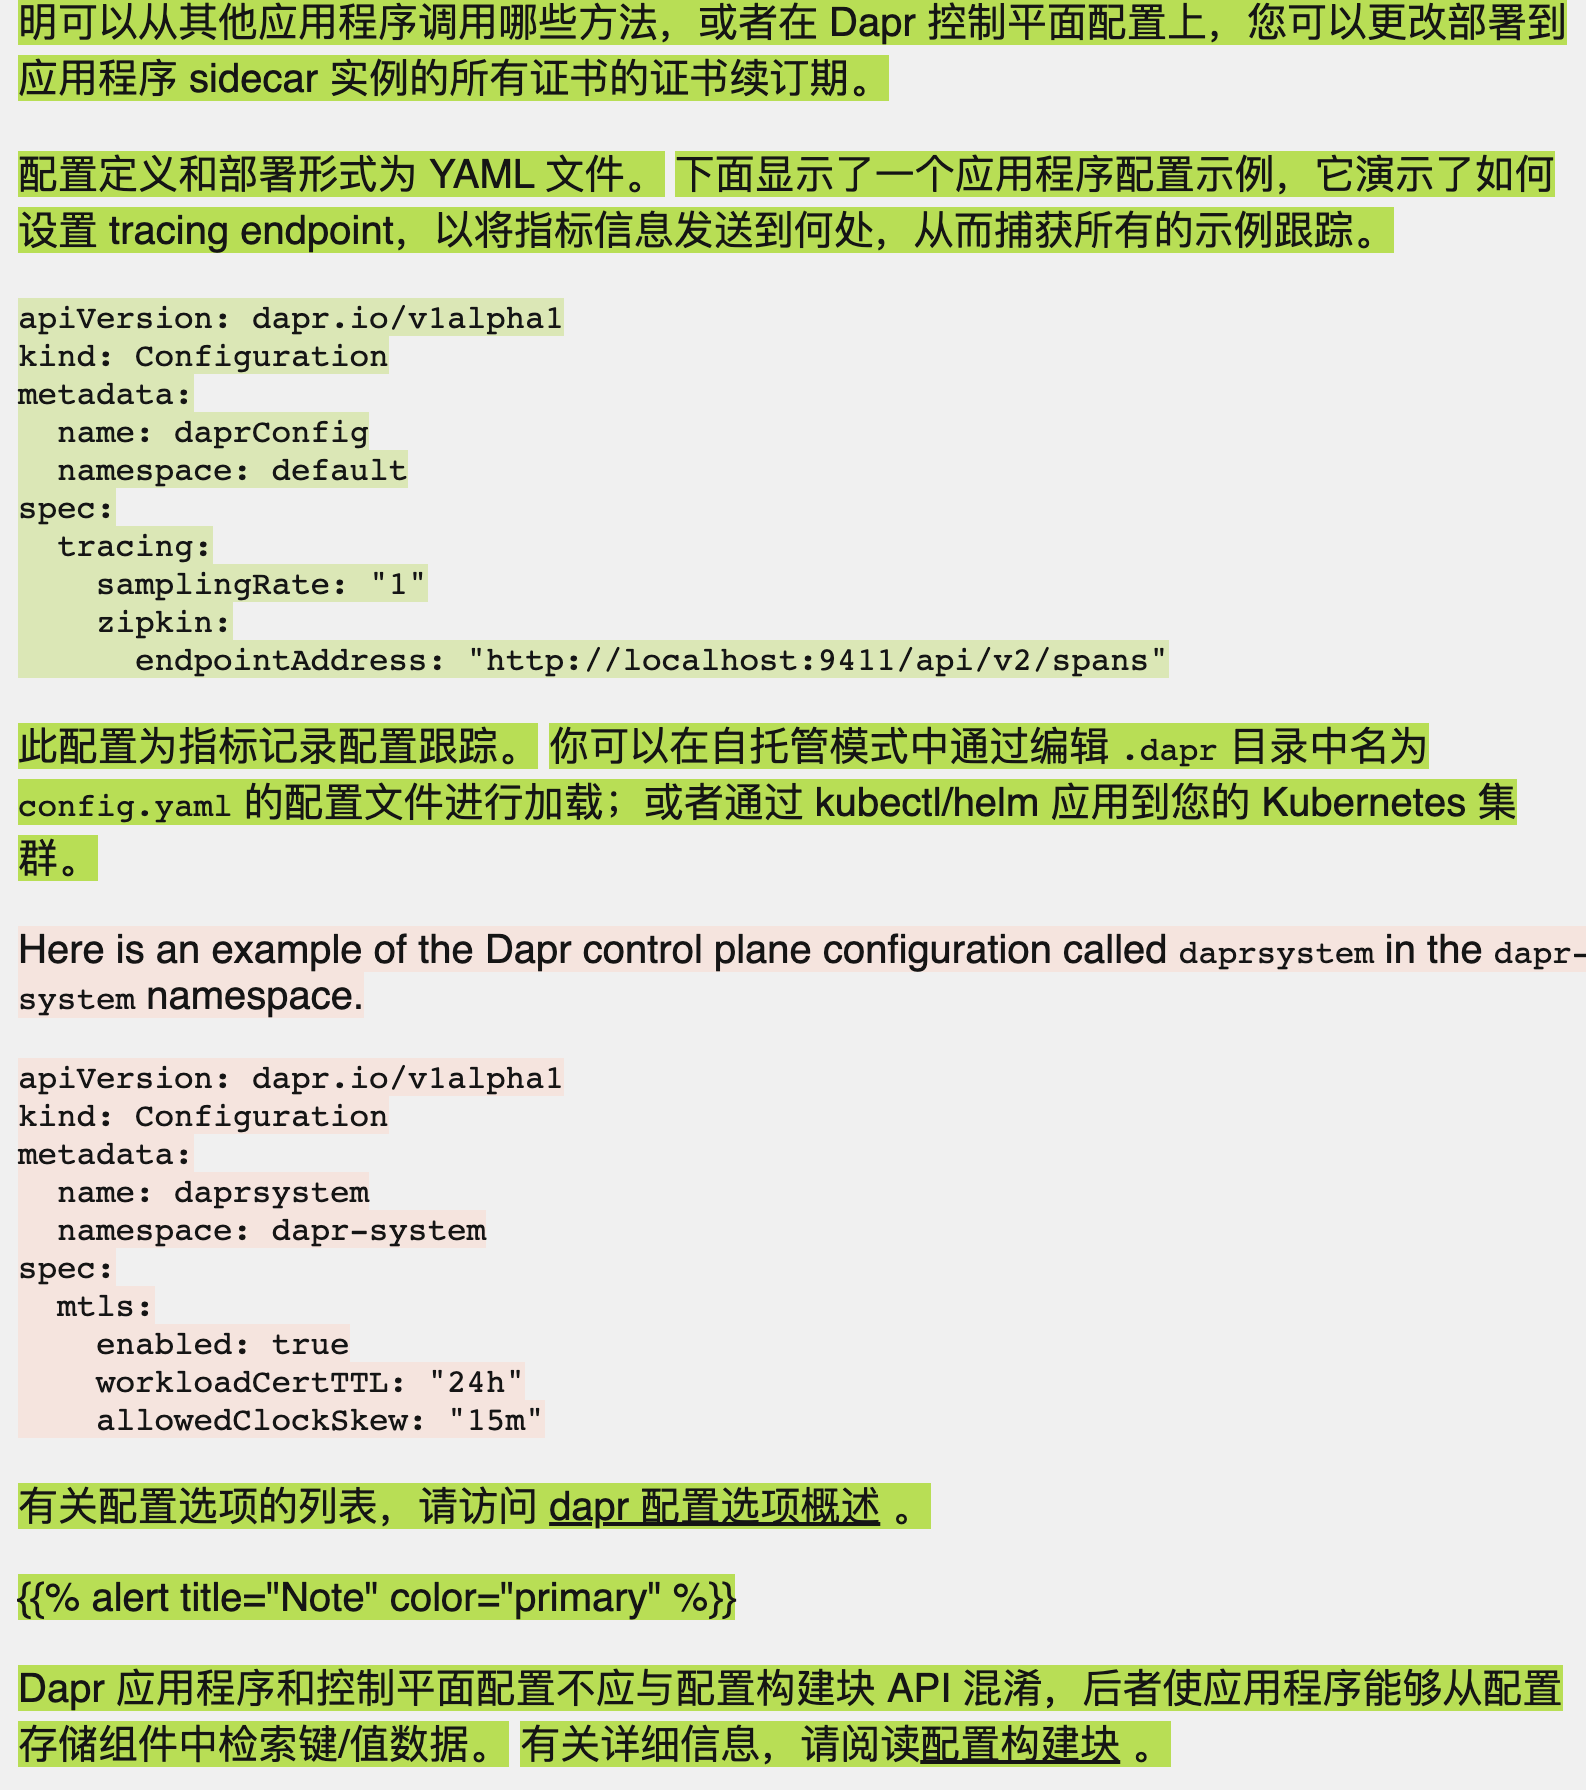 明可以从其他应用程序调用哪些方法，或者在 Dapr 控制平面配置上，您可以更改部署到
应用程序 sidecar 实例的所有证书的证书续订期。
配置定义和部署形式为 YAML 文件。 下面显示了一个应用程序配置示例，它演示了如何
设置 tracing endpoint，以将指标信息发送到何处，从而捕获所有的示例跟踪。
apiVersion: dapr.io/v1alpha1
kind: Configuration
metadata:
  name: daprConfig
  namespace: default
spec:
  tracing:
    samplingRate: "1"
    zipkin:
      endpointAddress: "http://localhost:9411/api/v2/spans"
此配置为指标记录配置跟踪。 你可以在自托管模式中通过编辑 .dapr 目录中名为
config.yaml 的配置文件进行加载；或者通过 kubectl/helm 应用到您的 Kubernetes 集
群。
Here is an example of the Dapr control plane configuration called daprsystem in the dapr-
system namespace.
apiVersion: dapr.io/v1alpha1
kind: Configuration
metadata:
  name: daprsystem
  namespace: dapr-system
spec:
  mtls:
    enabled: true
    workloadCertTTL: "24h"
    allowedClockSkew: "15m"
有关配置选项的列表，请访问 dapr 配置选项概述 。
{{% alert title="Note" color="primary" %}}
Dapr 应用程序和控制平面配置不应与配置构建块 API 混淆，后者使应用程序能够从配置
存储组件中检索键/值数据。 有关详细信息，请阅读配置构建块 。